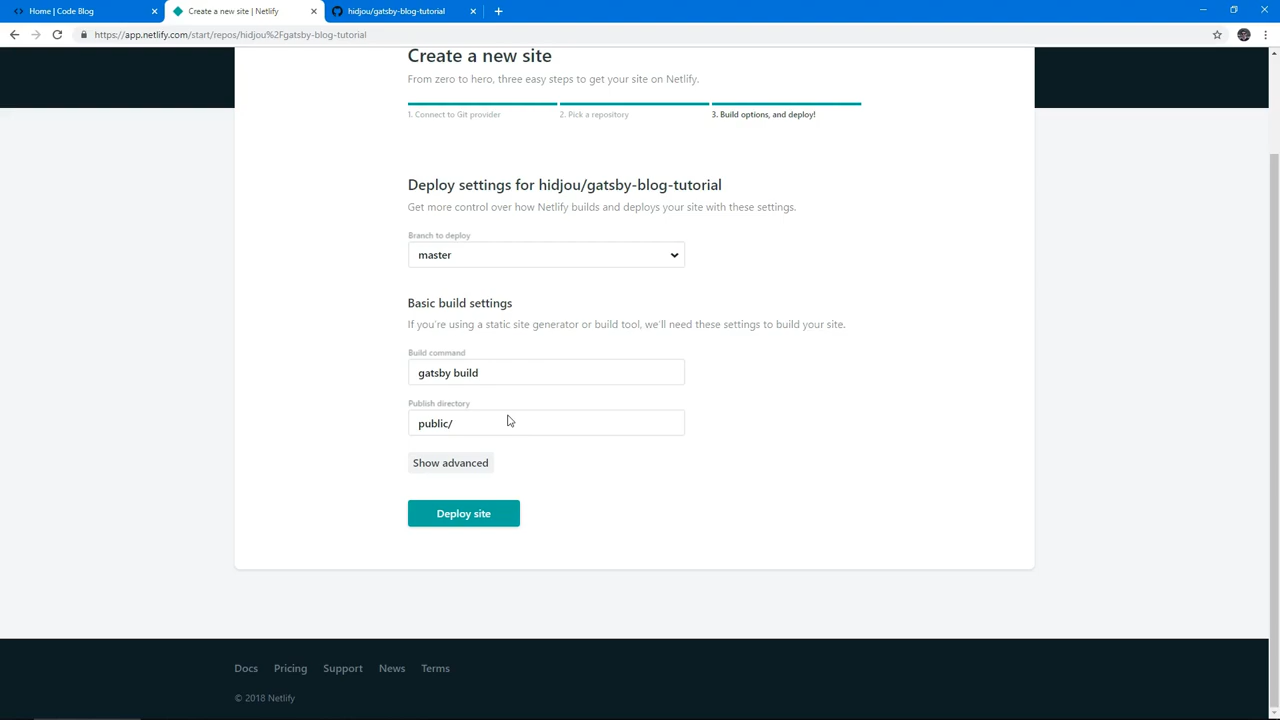 Home | Code Blog
Create a new site | Netlify
hidjou/gatsby-blog-tutorial
https://app.netlify.com/start/repos/hidjou%2Fgatsby-blog-tutorial
Create a new site
From zero to hero, three easy steps to get your site on Netlify.
1. Connect to Git provider
2. Pick a repository
3. Build options, and deploy!
Deploy settings for hidjou/gatsby-blog-tutorial
Get more control over how Netlify builds and deploys your site with these settings.
Branch to deploy
master
Basic build settings
If you're using a static site generator or build tool, we'll need these settings to build your site.
Build command
gatsby build
Publish directory
public/
Show advanced
Deploy site
Docs Pricing Support News Terms
© 2018 Netlify